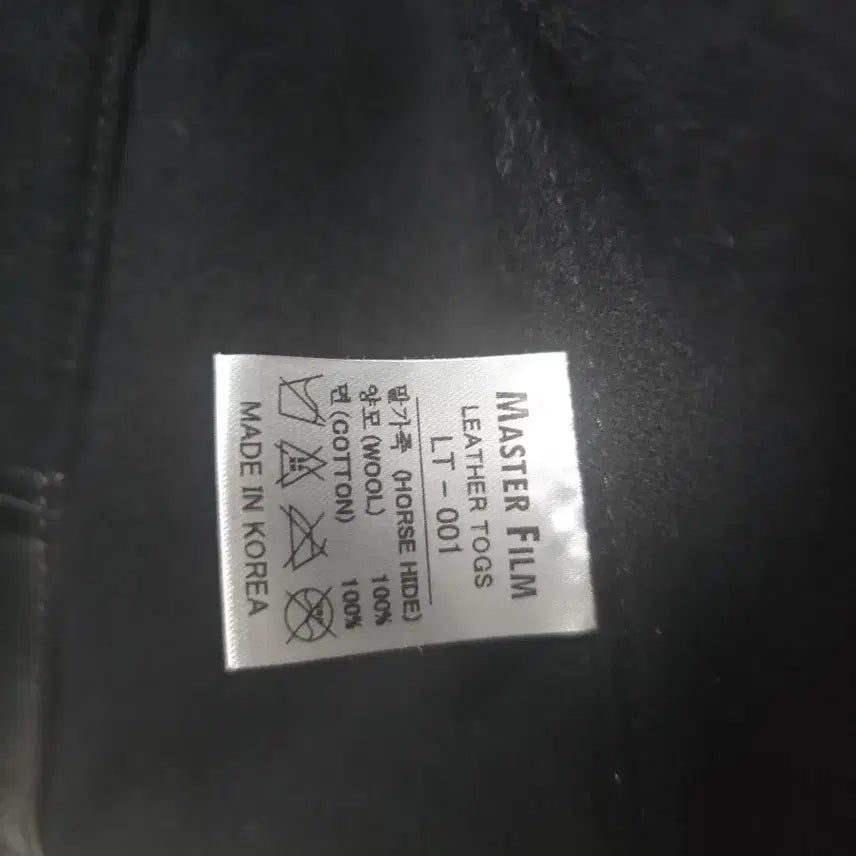 MASTER FILM
LEATHER TOGS
LT - 001
말가죽 (HORSE HIDE)
양모 (WOOL) 100%
면 (COTTON) 100%
MADE IN KOREA